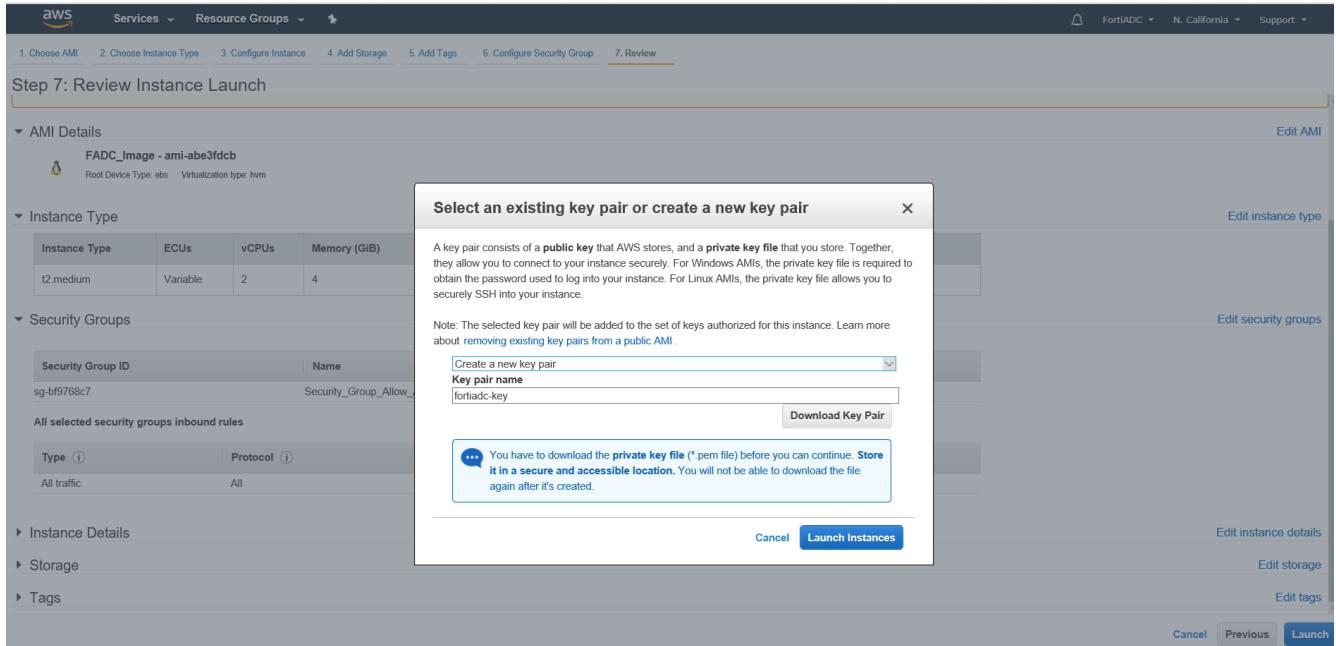 aws Services Resource Groups FortiADC N. California Support
1. Choose AMI 2. Choose Instance Type 3. Configure Instance 4. Add Storage 5. Add Tags 6. Configure Security Group 7. Review
Step 7: Review Instance Launch
AMI Details Edit AMI
FADC_Image - ami-abe3fdcb
Root Device Type: ebs Virtualization type: hvm
Instance Type Edit instance type
Instance Type ECUs vCPUs Memory (GiB)
t2.medium Variable 2 4
Security Groups Edit security groups
Security Group ID Name
sg-bf9768c7 Security_Group_Allow_
All selected security groups inbound rules
Type i Protocol i
All traffic All
Instance Details Edit instance details
Storage Edit storage
Tags Edit tags
Cancel Previous Launch
Select an existing key pair or create a new key pair ×
A key pair consists of a public key that AWS stores, and a private key file that you store. Together,
they allow you to connect to your instance securely. For Windows AMIs, the private key file is required to
obtain the password used to log into your instance. For Linux AMIs, the private key file allows you to
securely SSH into your instance.
Note: The selected key pair will be added to the set of keys authorized for this instance. Learn more
about removing existing key pairs from a public AMI.
Create a new key pair
Key pair name
fortiadc-key
Download Key Pair
You have to download the private key file (*.pem file) before you can continue. Store
it in a secure and accessible location. You will not be able to download the file
again after it's created.
Cancel Launch Instances